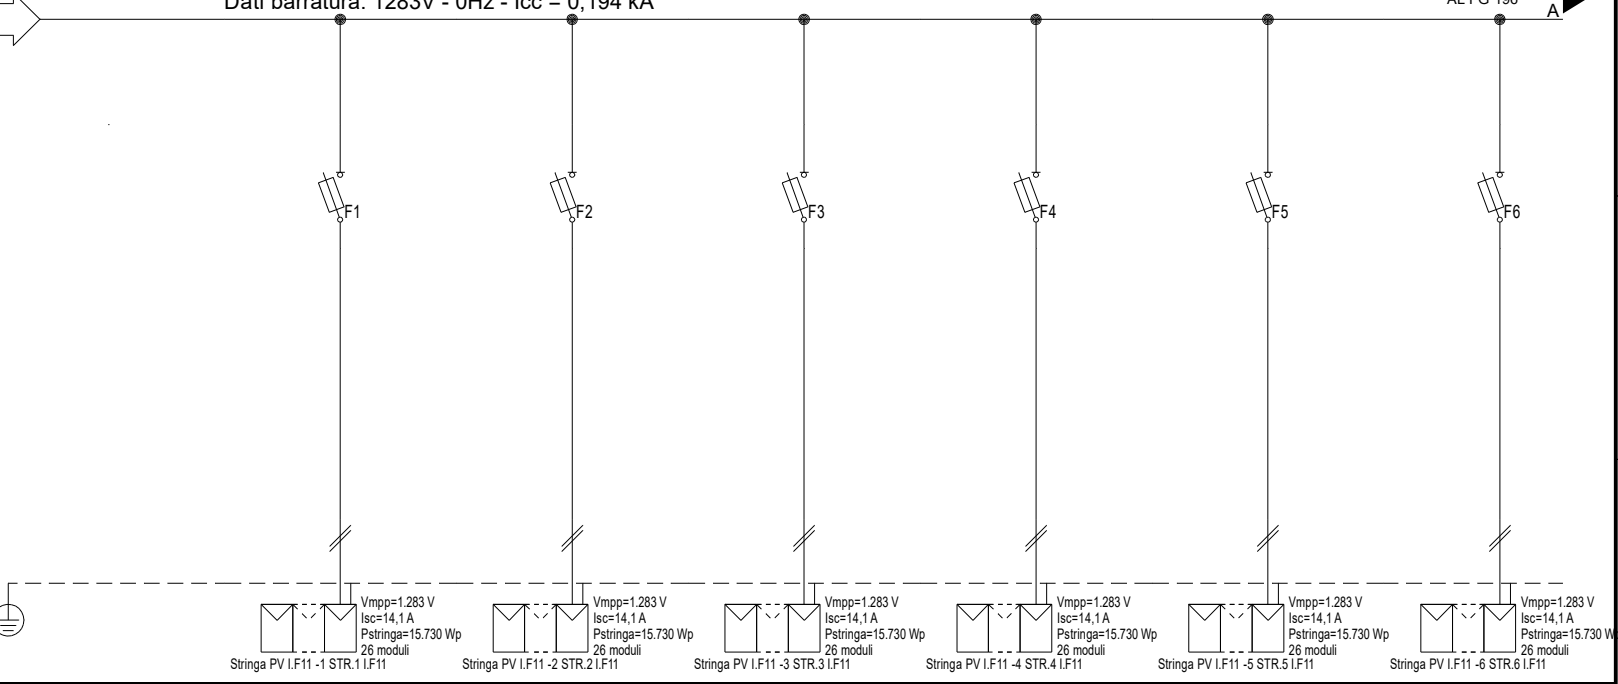 Dati barratura: 1283V - 0Hz - Icc = 0,194 kA
A
F1
F2
F3
F4
F5
F6
Vmpp=1.283 V
Isc=14,1 A
Pstringa=15.730 Wp
26 moduli
Stringa PV I.F11 -1 STR.1 I.F11
Vmpp=1.283 V
Isc=14,1 A
Pstringa=15.730 Wp
26 moduli
Stringa PV I.F11 -2 STR.2 I.F11
Vmpp=1.283 V
Isc=14,1 A
Pstringa=15.730 Wp
26 moduli
Stringa PV I.F11 -3 STR.3 I.F11
Vmpp=1.283 V
Isc=14,1 A
Pstringa=15.730 Wp
26 moduli
Stringa PV I.F11 -4 STR.4 I.F11
Vmpp=1.283 V
Isc=14,1 A
Pstringa=15.730 Wp
26 moduli
Stringa PV I.F11 -5 STR.5 I.F11
Vmpp=1.283 V
Isc=14,1 A
Pstringa=15.730 W
26 moduli
Stringa PV I.F11 -6 STR.6 I.F11